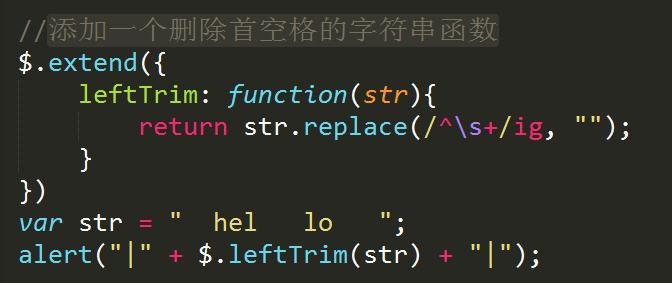 //添加一个删除首空格的字符串函数
$.extend({
    leftTrim: function(str){
        return str.replace(/^\s+/ig, "");
    }
})
var str = "  hel   lo   ";
alert("|" + $.leftTrim(str) + "|");